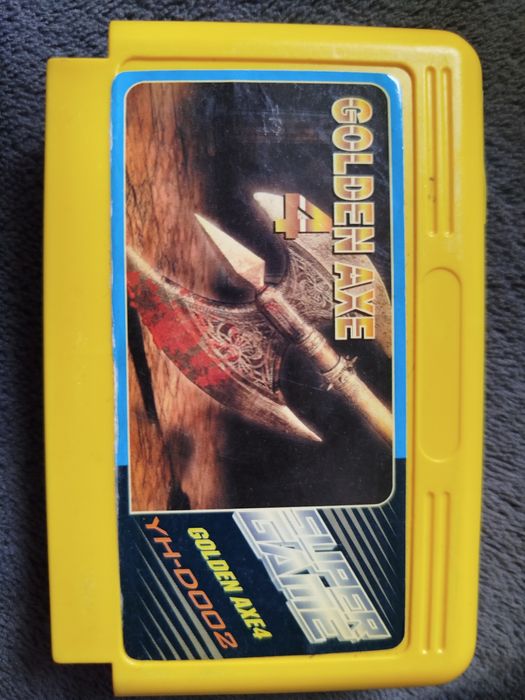 GOLDEN AXE
4
SUPER
GAME
GOLDEN AXE4
YH-D002